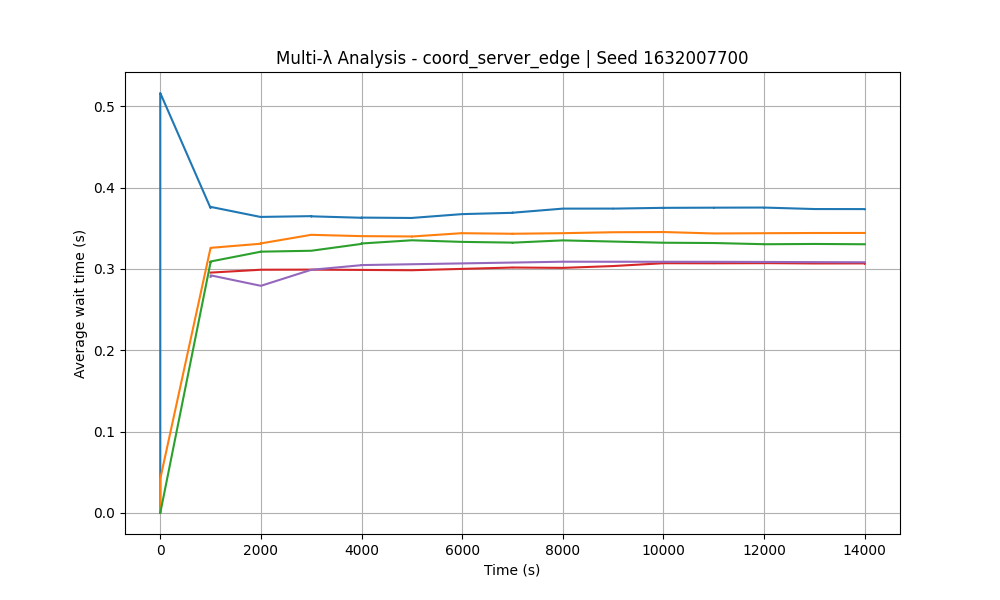 Multi-λ Analysis - coord_server_edge | Seed 1632007700
0.5
0.4
0.3
0.2
0.1
0.0
Average wait time (s)
0 2000 4000 6000 8000 10000 12000 14000
Time (s)